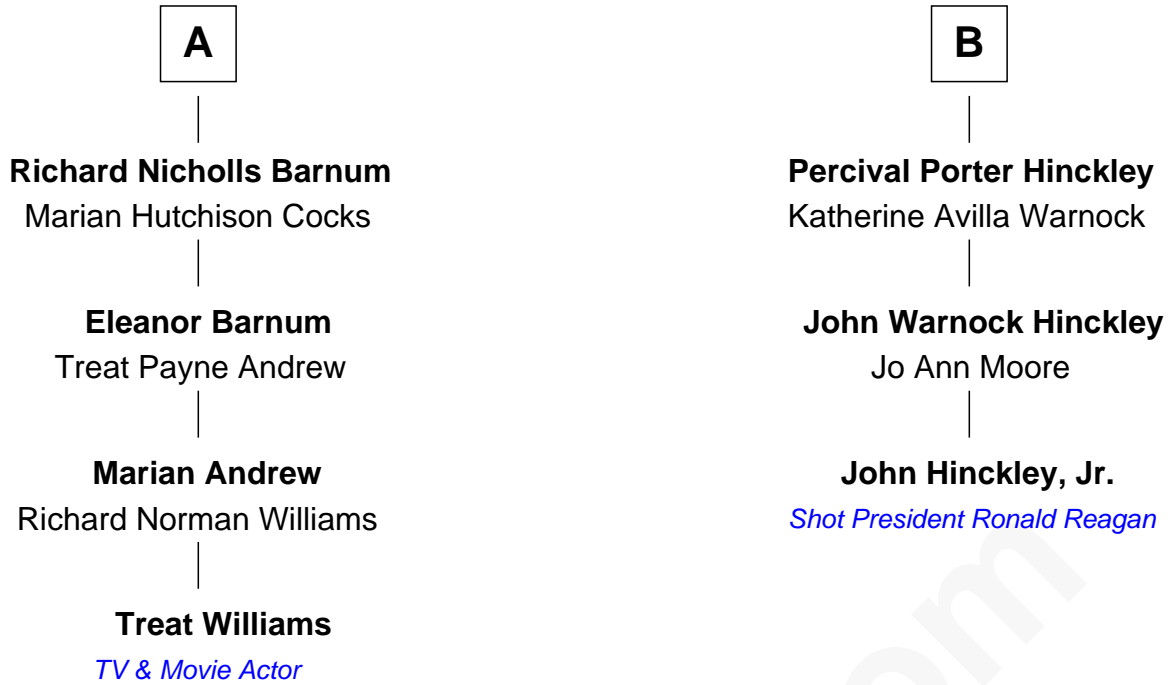 A
Richard Nicholls Barnum
Marian Hutchison Cocks
Eleanor Barnum
Treat Payne Andrew
Marian Andrew
Richard Norman Williams
Treat Williams
TV & Movie Actor
B
Percival Porter Hinckley
Katherine Avilla Warnock
John Warnock Hinckley
Jo Ann Moore
John Hinckley, Jr.
Shot President Ronald Reagan
om